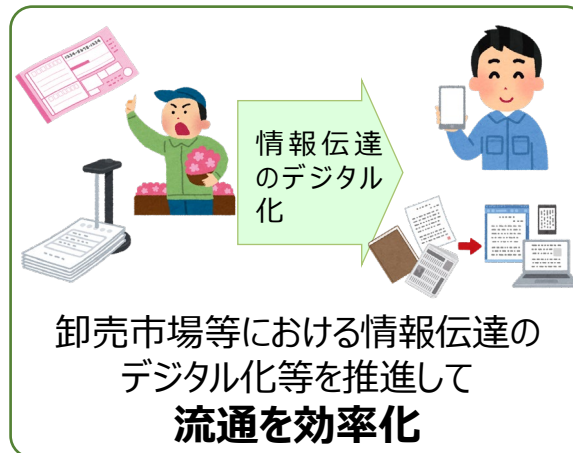 情報伝達
のデジタル
化
卸売市場等における情報伝達の
デジタル化等を推進して
流通を効率化